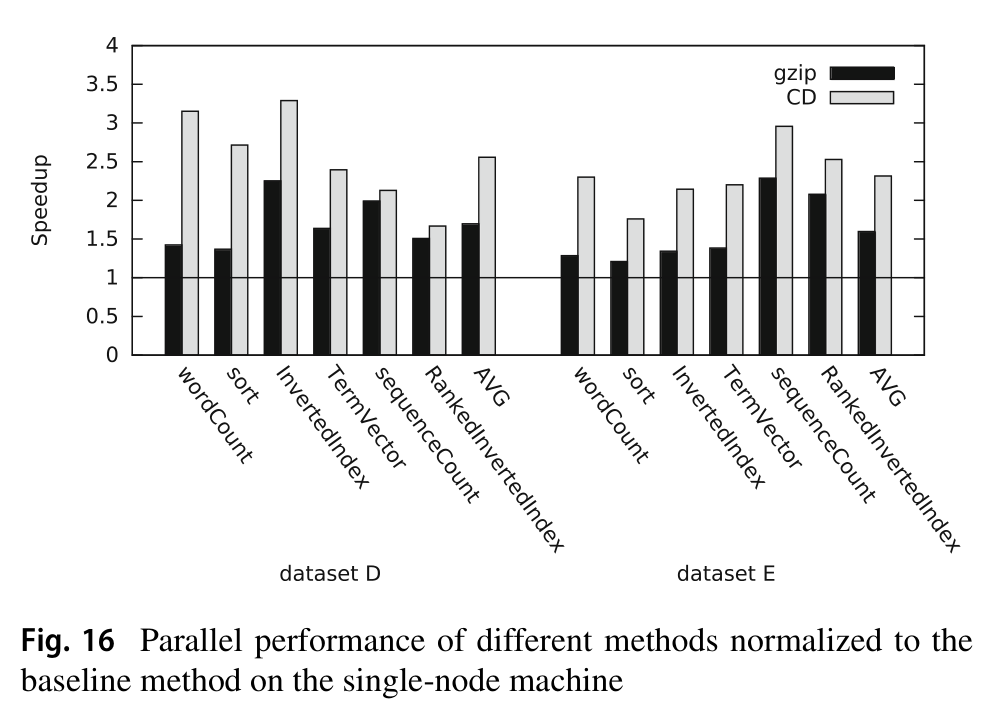 4
3.5
3
2.5
2
1.5
1
0.5
0
Speedup
gzip
CD
wordCount
sort
InvertedIndex
TermVector
sequenceCount
RankedInvertedIndex
AVG
wordCount
sort
InvertedIndex
TermVector
sequenceCount
RankedInvertedIndex
AVG
dataset D
dataset E
Fig. 16 Parallel performance of different methods normalized to the
baseline method on the single-node machine